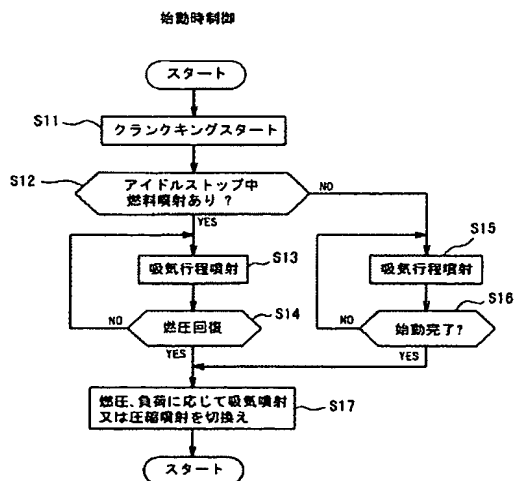 始動時制御
スタート
S11
クランクキングスタート
S12
アイドルストップ中
燃料噴射あり ?
NO
YES
S13
吸気行程噴射
S15
吸気行程噴射
S14
燃圧回復
NO
YES
S16
始動完了?
NO
YES
燃圧、負荷に応じて吸気噴射
又は圧縮噴射を切換え
S17
スタート